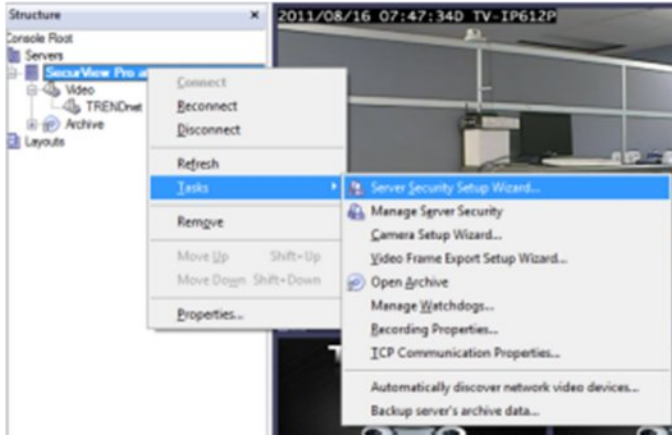 Structure
2011/08/16 07:47:34D TV-IP612P
Console Root
Servers
SecurView Pro a
Video
TRENDnet
Archive
Layouts
Connect
Reconnect
Disconnect
Refresh
Tasks
Remove
Move Up Shift+Up
Move Down Shift+Down
Properties...
Server Security Setup Wizard...
Manage Server Security
Camera Setup Wizard...
Video Frame Export Setup Wizard...
Open Archive
Manage Watchdogs...
Recording Properties...
TCP Communication Properties...
Automatically discover network video devices...
Backup server's archive data...